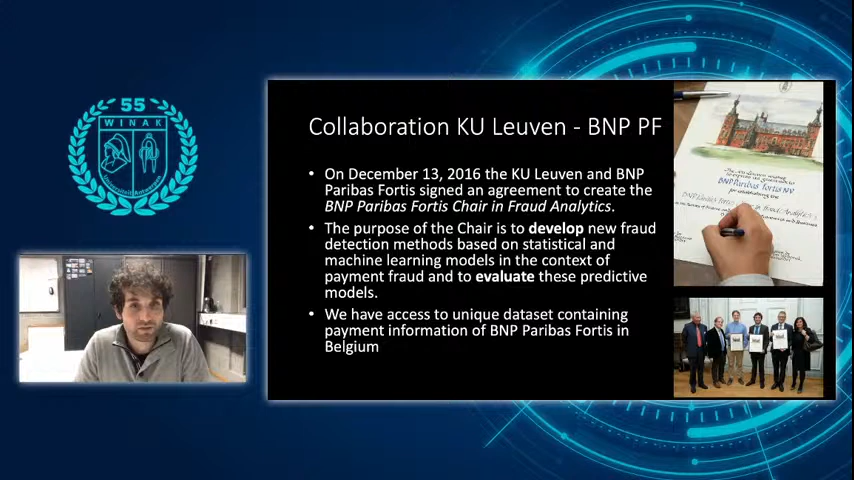 55
WINAK
Universiteit Antwerpen
Collaboration KU Leuven - BNP PF
• On December 13, 2016 the KU Leuven and BNP
Paribas Fortis signed an agreement to create the
BNP Paribas Fortis Chair in Fraud Analytics.
• The purpose of the Chair is to develop new fraud
detection methods based on statistical and
machine learning models in the context of
payment fraud and to evaluate these predictive
models.
• We have access to unique dataset containing
payment information of BNP Paribas Fortis in
Belgium
BNP Paribas Fortis NV